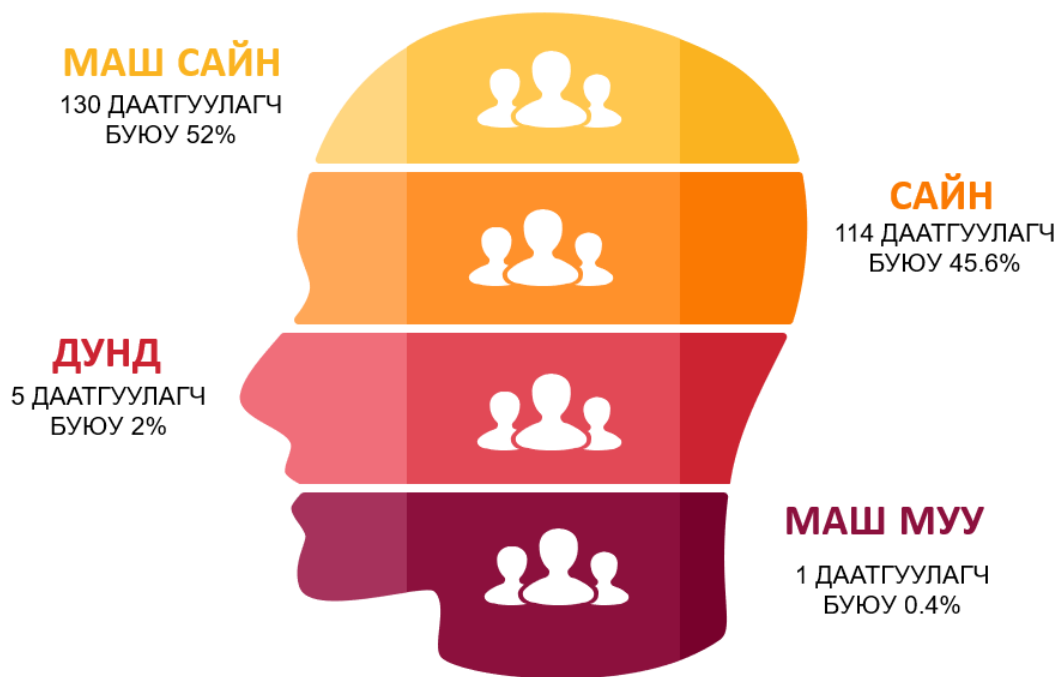 МАШ САЙН
130 ДААТГУУЛАГЧ
БУЮУ 52%
САЙН
114 ДААТГУУЛАГЧ
БУЮУ 45.6%
ДУНД
5 ДААТГУУЛАГЧ
БУЮУ 2%
МАШ МУУ
1 ДААТГУУЛАГЧ
БУЮУ 0.4%